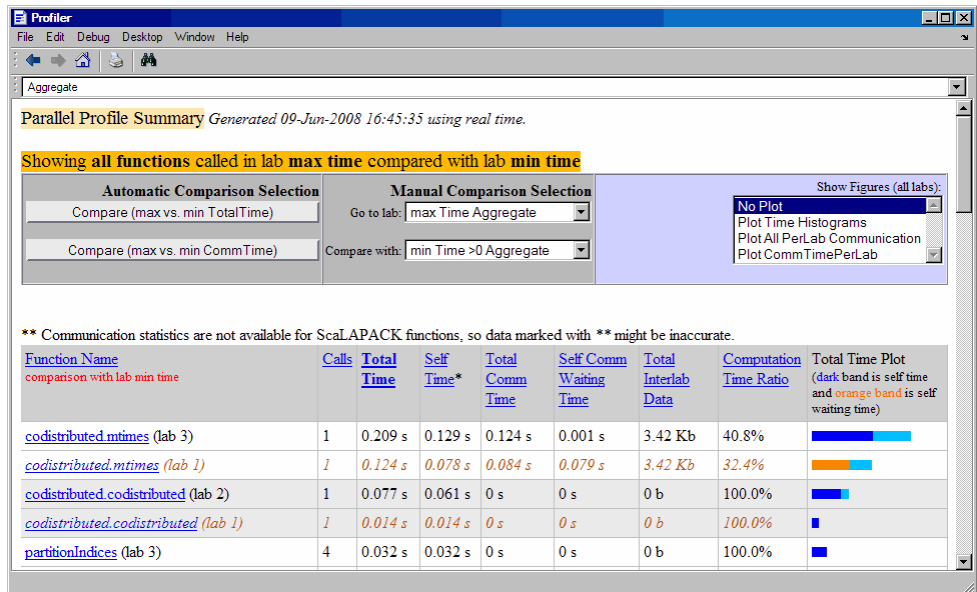 Profiler
File Edit Debug Desktop Window Help
Aggregate
Parallel Profile Summary Generated 09-Jun-2008 16:45:35 using real time.
Showing all functions called in lab max time compared with lab min time
Automatic Comparison Selection
Compare (max vs. min TotalTime)
Compare (max vs. min CommTime)
Manual Comparison Selection
Go to lab: max Time Aggregate
Compare with: min Time >0 Aggregate
Show Figures (all labs):
No Plot
Plot Time Histograms
Plot All PerLab Communication
Plot CommTimePerLab
** Communication statistics are not available for ScaLAPACK functions, so data marked with ** might be inaccurate.
Function Name
comparison with lab min time
Calls
Total
Time
Self
Time*
Total
Comm
Time
Self Comm
Waiting
Time
Total
Interlab
Data
Computation
Time Ratio
Total Time Plot
(dark band is self time
and orange band is self
waiting time)
codistributed.mtimes (lab 3) 1 0.209 s 0.129 s 0.124 s 0.001 s 3.42 Kb 40.8%
codistributed.mtimes (lab 1) 1 0.124 s 0.078 s 0.084 s 0.079 s 3.42 Kb 32.4%
codistributed.codistributed (lab 2) 1 0.077 s 0.061 s 0 s 0 s 0 b 100.0%
codistributed.codistributed (lab 1) 1 0.014 s 0.014 s 0 s 0 s 0 b 100.0%
partitionIndices (lab 3) 4 0.032 s 0.032 s 0 s 0 s 0 b 100.0%